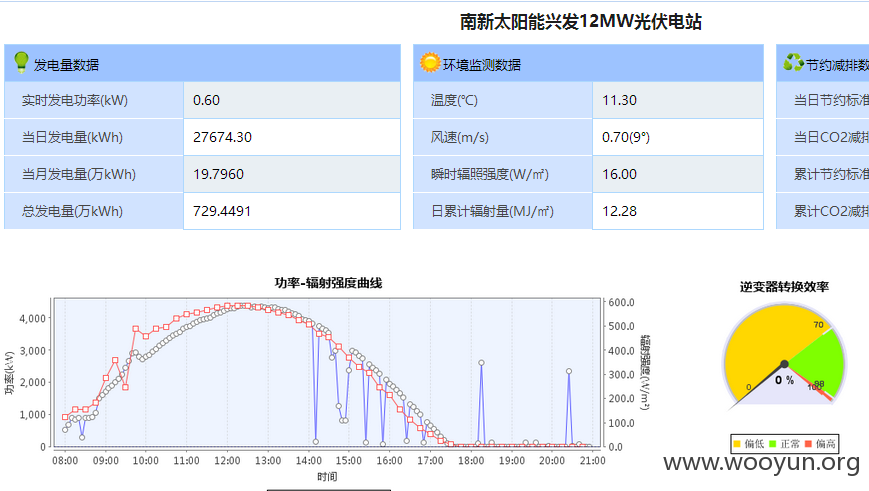 南新太阳能兴发12MW光伏电站
发电量数据
实时发电功率(kW) 0.60
当日发电量(kWh) 27674.30
当月发电量(万kWh) 19.7960
总发电量(万kWh) 729.4491
环境监测数据
温度(℃) 11.30
风速(m/s) 0.70(9°)
瞬时辐照强度(W/㎡) 16.00
日累计辐射量(MJ/㎡) 12.28
节约减排数
当日节约标准
当日CO2减排
累计节约标准
累计CO2减排
功率-辐射强度曲线
功率(kW)
4,000
3,000
2,000
1,000
0
600.0
500.0
400.0
300.0
200.0
100.0
0.0
辐射强度(W/m²)
08:00 09:00 10:00 11:00 12:00 13:00 14:00 15:00 16:00 17:00 18:00 19:00 20:00 21:00
时间
逆变器转换效率
70
0
0 %
98
偏低 正常 偏高
www.wooyun.org